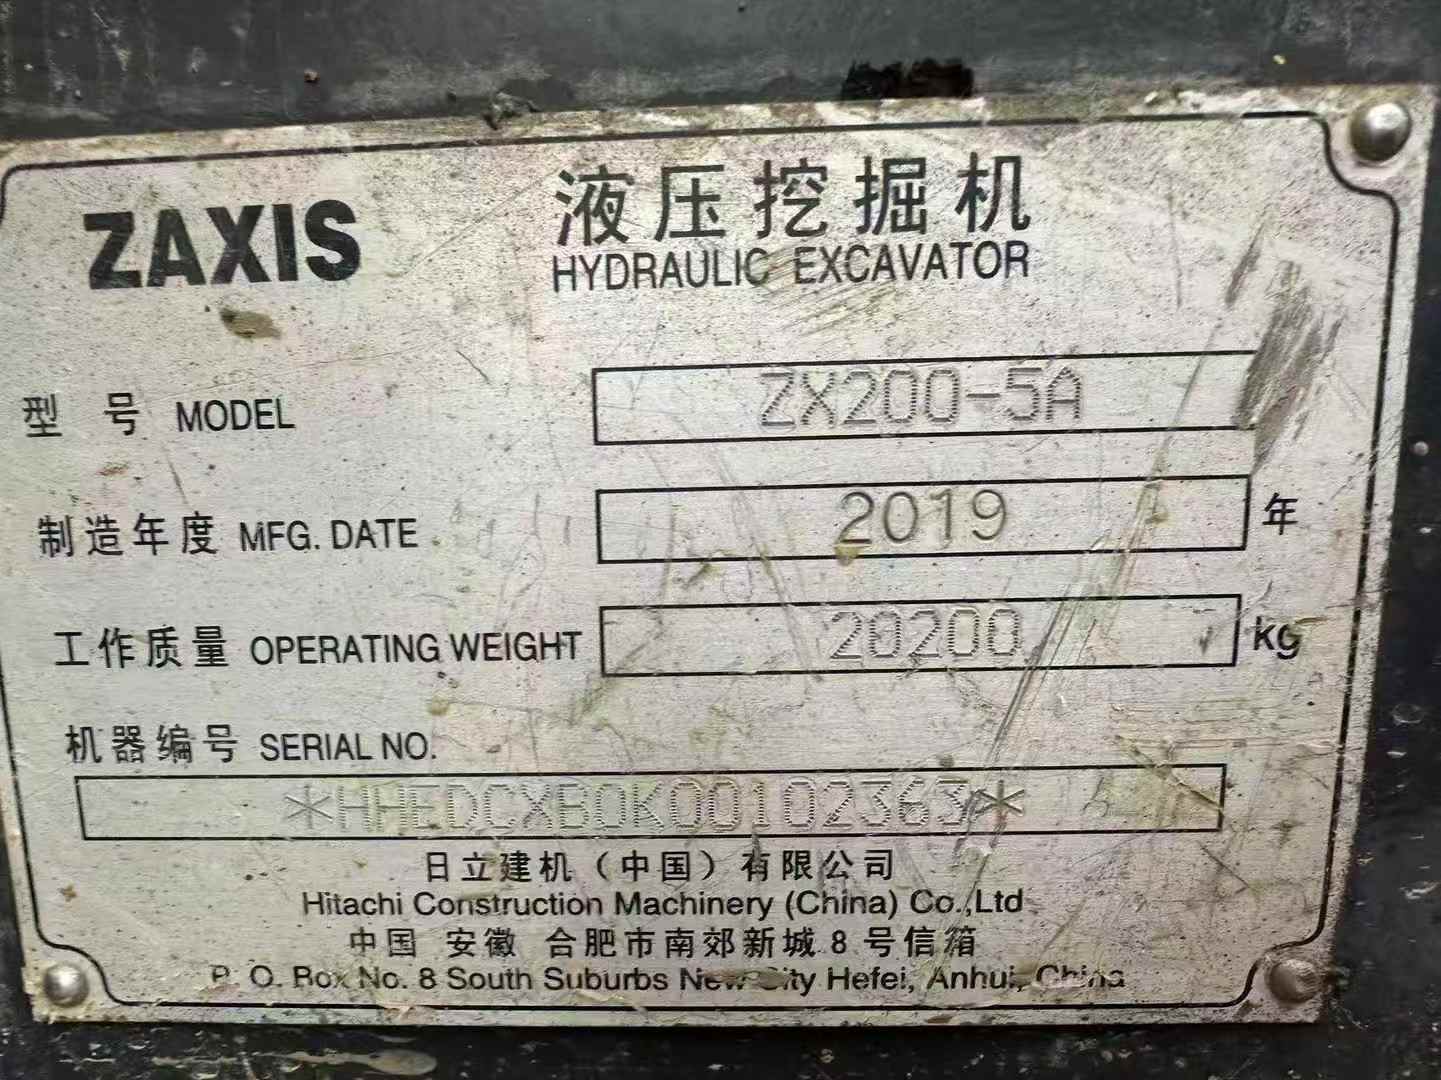 ZAXIS
液压挖掘机
HYDRAULIC EXCAVATOR
型 号 MODEL ZX200-5A
制造年度 MFG. DATE 2019 年
工作质量 OPERATING WEIGHT 20200 kg
机器编号 SERIAL NO.
*HHEDCXB0K00102363*
日立建机（中国）有限公司
Hitachi Construction Machinery (China) Co.,Ltd
中国 安徽 合肥市南郊新城 8 号信箱
P. O. Box No. 8 South Suburbs New City Hefei, Anhui, China